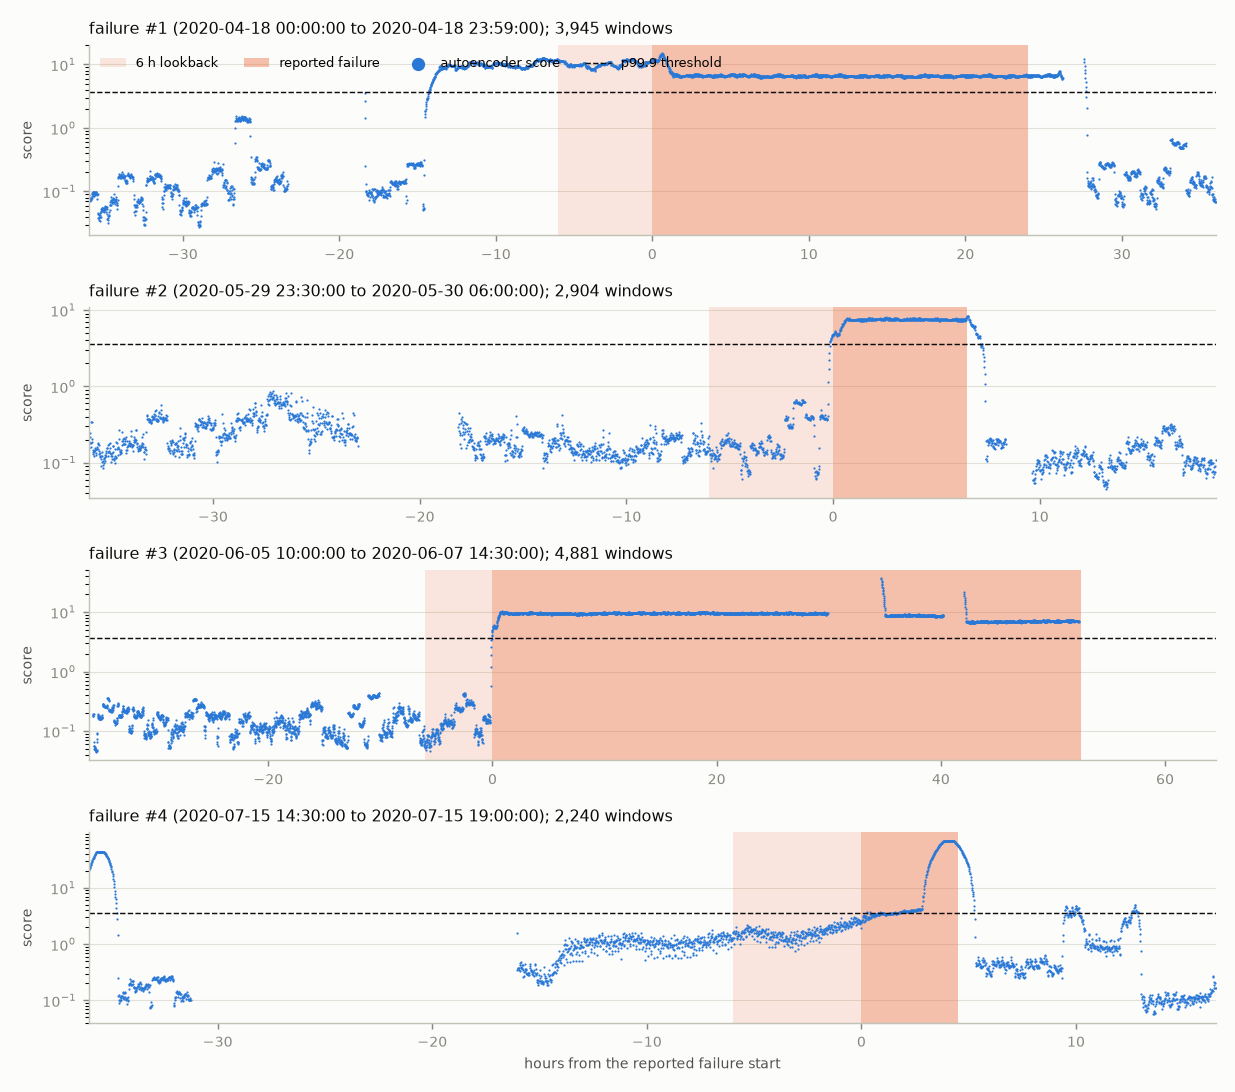 failure #1 (2020-04-18 00:00:00 to 2020-04-18 23:59:00); 3,945 windows
6 h lookback reported failure autoencoder score p99.9 threshold
10¹
10⁰
10⁻¹
score
−30 −20 −10 0 10 20 30
failure #2 (2020-05-29 23:30:00 to 2020-05-30 06:00:00); 2,904 windows
10¹
10⁰
10⁻¹
score
−30 −20 −10 0 10
failure #3 (2020-06-05 10:00:00 to 2020-06-07 14:30:00); 4,881 windows
10¹
10⁰
10⁻¹
score
−20 0 20 40 60
failure #4 (2020-07-15 14:30:00 to 2020-07-15 19:00:00); 2,240 windows
10¹
10⁰
10⁻¹
score
−30 −20 −10 0 10
hours from the reported failure start